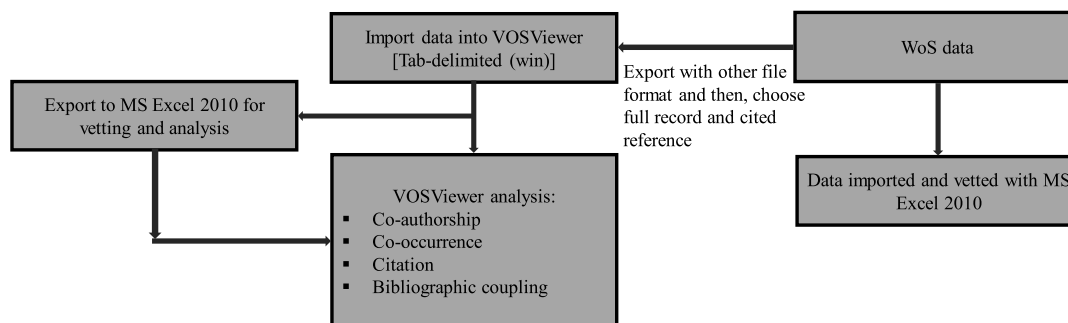 Import data into VOSViewer
[Tab-delimited (win)]
WoS data
Export with other file
format and then, choose
full record and cited
reference
Export to MS Excel 2010 for
vetting and analysis
Data imported and vetted with MS
Excel 2010
VOSViewer analysis:
▪ Co-authorship
▪ Co-occurrence
▪ Citation
▪ Bibliographic coupling